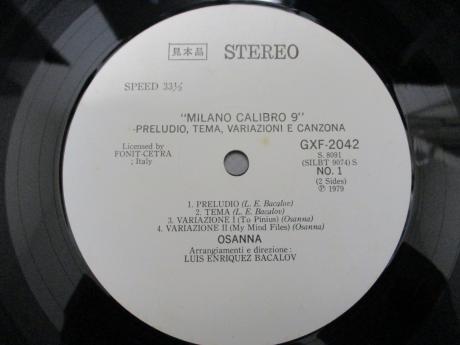 見本品 STEREO
SPEED 33⅓
"MILANO CALIBRO 9"
-PRELUDIO, TEMA, VARIAZIONI E CANZONA
Licensed by
FONIT-CETRA
; Italy
GXF-2042
S. 8091
(SILBT 9074) S
NO. 1
(2 Sides)
Ⓟ 1979
1. PRELUDIO (L. E. Bacalov)
2. TEMA (L. E. Bacalov)
3. VARIAZIONE I (To Pinius) (Osanna)
4. VARIAZIONE II (My Mind Files) (Osanna)
OSANNA
Arrangiamenti e direzione:
LUIS ENRIQUEZ BACALOV